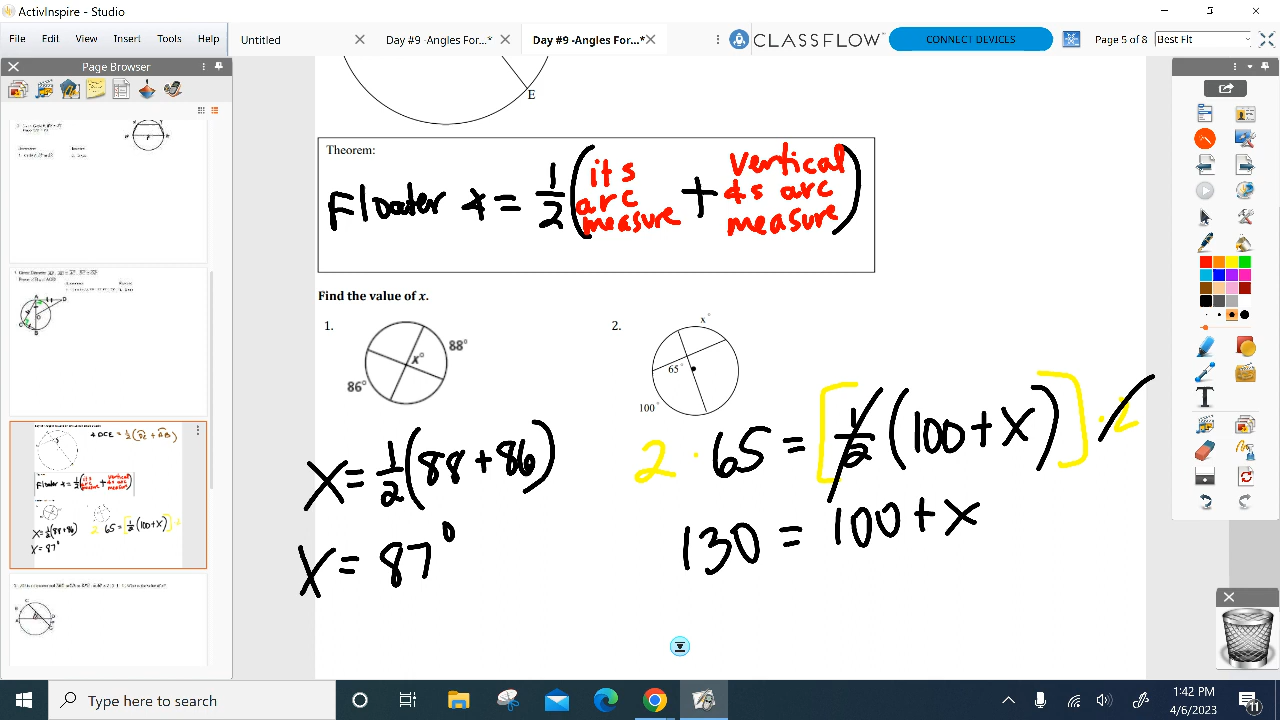 ActivInspire - Studio
File Edit View Insert Tools Help
Untitled
Day #9 -Angles For...*
Day #9 -Angles For...*
CLASSFLOW
CONNECT DEVICES
Page 5 of 8
Best Fit
Page Browser
E
Theorem:
Floater ∡ = 1/2 (its arc measure + vertical ∡s arc measure)
Find the value of x.
1.
x°
88°
86°
X = 1/2 (88 + 86)
X = 87°
2.
x°
65°
100°
2 · 65 = [1/2 (100 + X)] · 2
130 = 100 + X
Type here to search
1:42 PM
4/6/2023
11